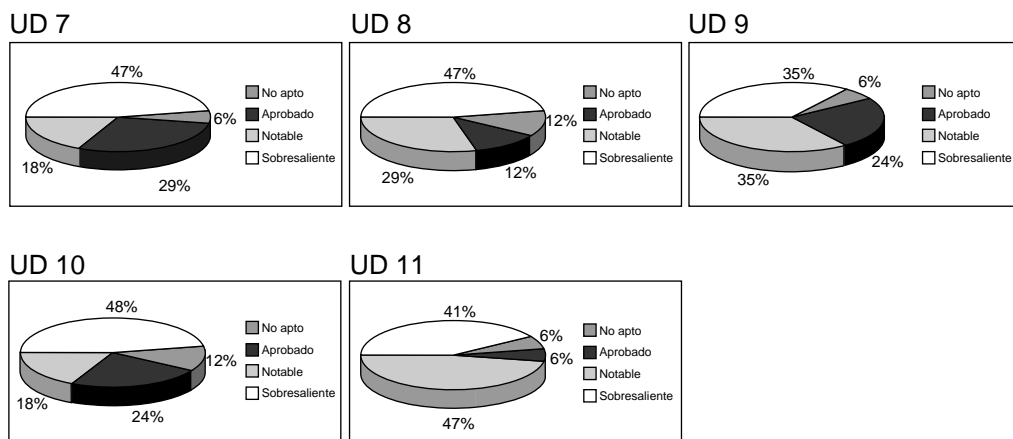 UD 7
47%
6%
18%
29%
No apto
Aprobado
Notable
Sobresaliente
UD 8
47%
12%
29%
12%
No apto
Aprobado
Notable
Sobresaliente
UD 9
35%
6%
24%
35%
No apto
Aprobado
Notable
Sobresaliente
UD 10
48%
12%
18%
24%
No apto
Aprobado
Notable
Sobresaliente
UD 11
41%
6%
6%
47%
No apto
Aprobado
Notable
Sobresaliente